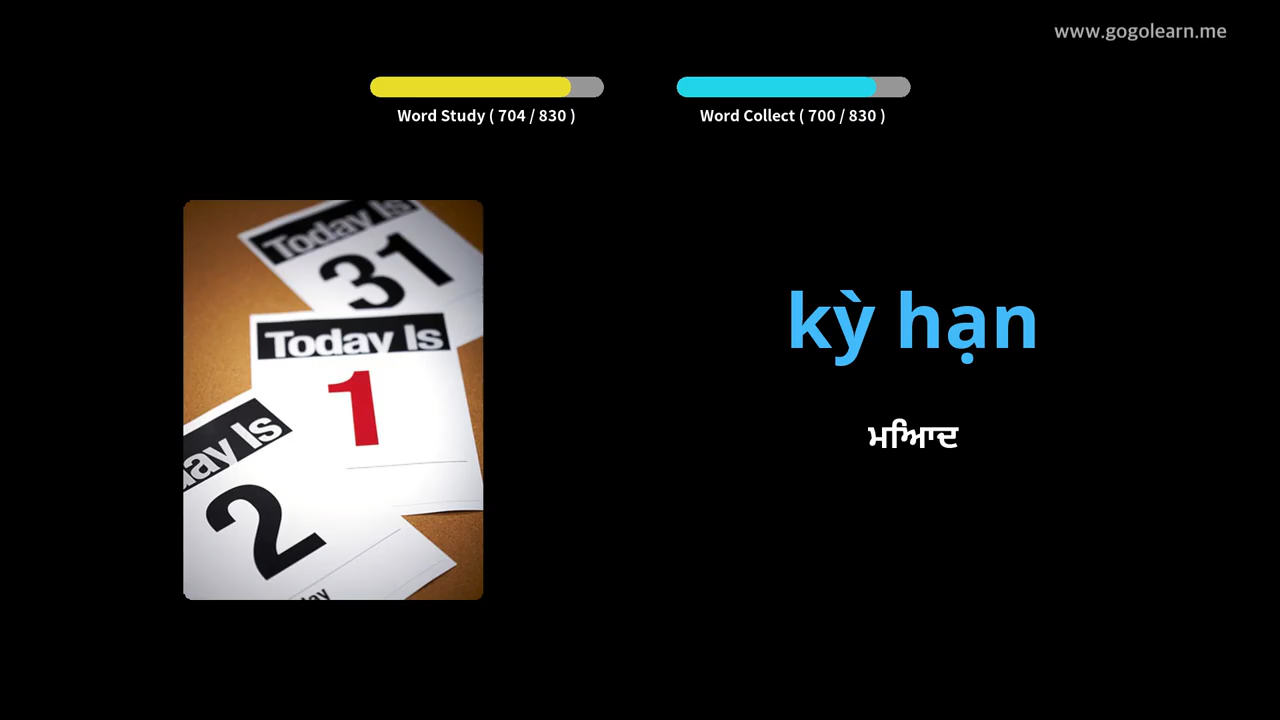 www.gogolearn.me
Word Study ( 704 / 830 )
Word Collect ( 700 / 830 )
Today Is
31
Today Is
1
ay Is
2
day
kỳ hạn
ਮਿਆਦ